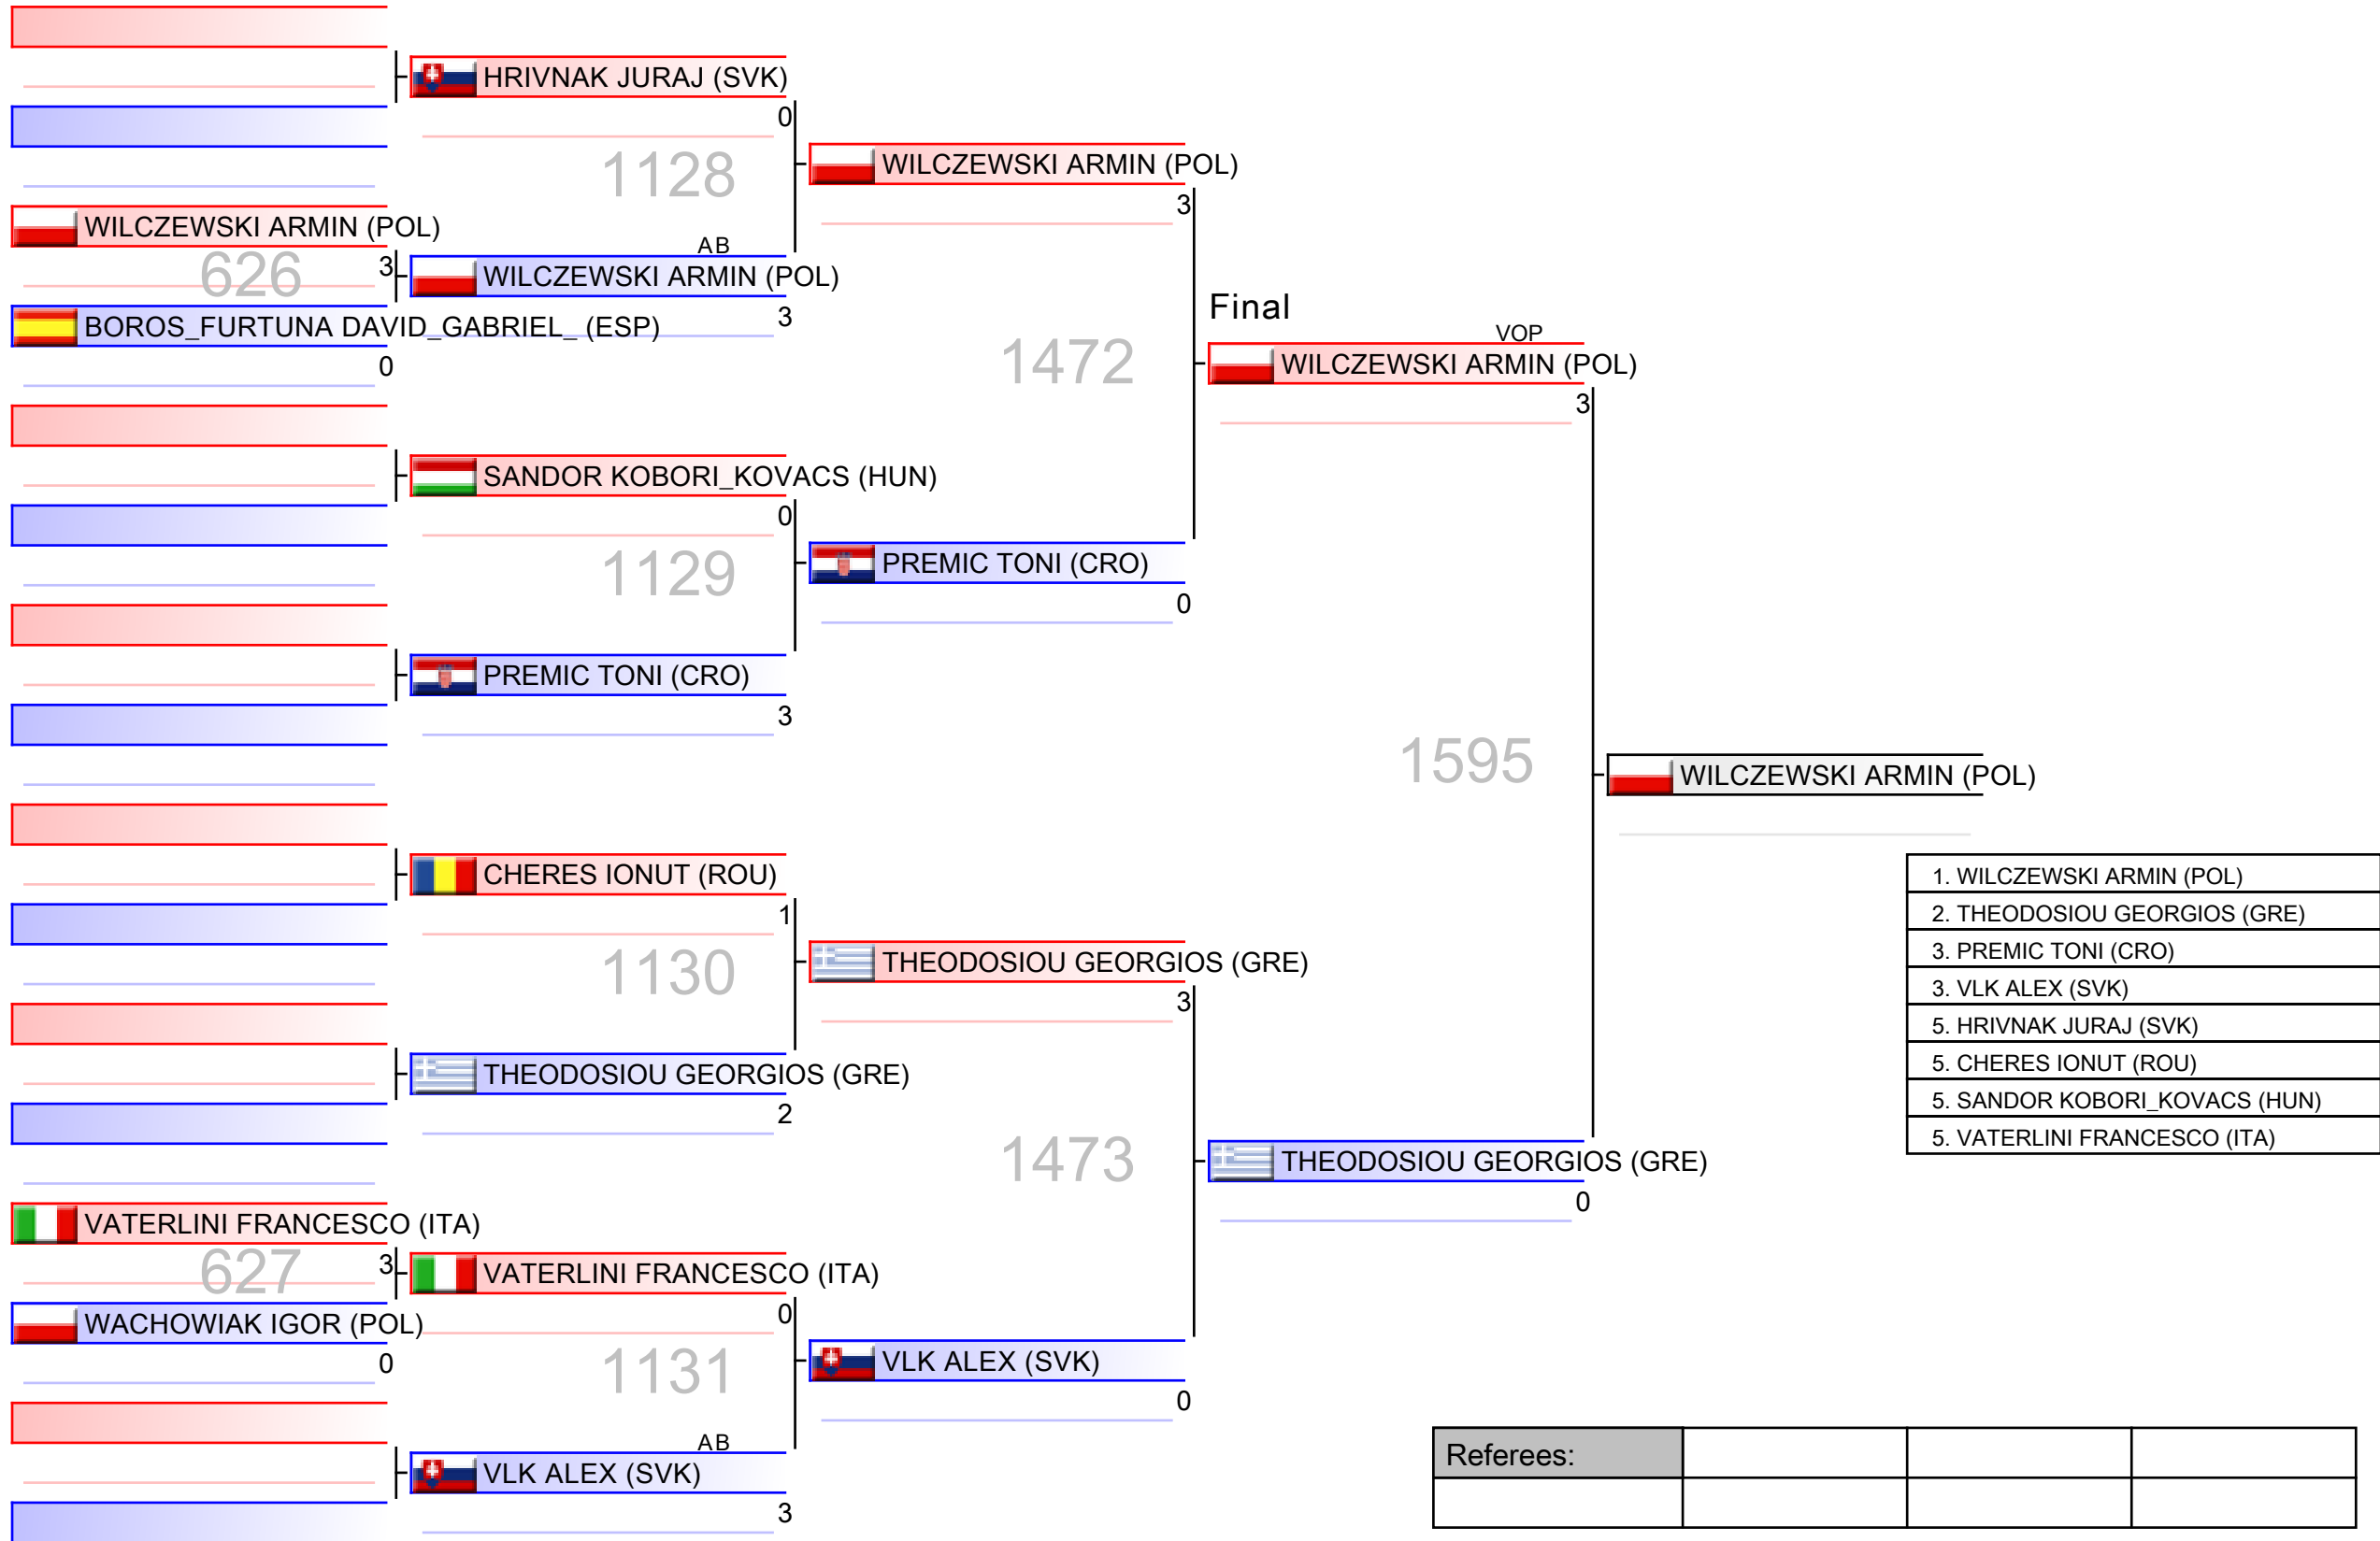 HRIVNAK JURAJ (SVK)
0
1128
WILCZEWSKI ARMIN (POL)
3
WILCZEWSKI ARMIN (POL)
626
3
AB
WILCZEWSKI ARMIN (POL)
3
BOROS_FURTUNA DAVID_GABRIEL_ (ESP)
0
1472
Final
VOP
WILCZEWSKI ARMIN (POL)
3
SANDOR KOBORI_KOVACS (HUN)
0
1129
PREMIC TONI (CRO)
0
PREMIC TONI (CRO)
3
1595
WILCZEWSKI ARMIN (POL)
CHERES IONUT (ROU)
1
1130
THEODOSIOU GEORGIOS (GRE)
3
THEODOSIOU GEORGIOS (GRE)
2
1473
THEODOSIOU GEORGIOS (GRE)
0
VATERLINI FRANCESCO (ITA)
627
3
VATERLINI FRANCESCO (ITA)
0
WACHOWIAK IGOR (POL)
0
1131
VLK ALEX (SVK)
0
AB
VLK ALEX (SVK)
3
1. WILCZEWSKI ARMIN (POL)
2. THEODOSIOU GEORGIOS (GRE)
3. PREMIC TONI (CRO)
3. VLK ALEX (SVK)
5. HRIVNAK JURAJ (SVK)
5. CHERES IONUT (ROU)
5. SANDOR KOBORI_KOVACS (HUN)
5. VATERLINI FRANCESCO (ITA)
Referees: